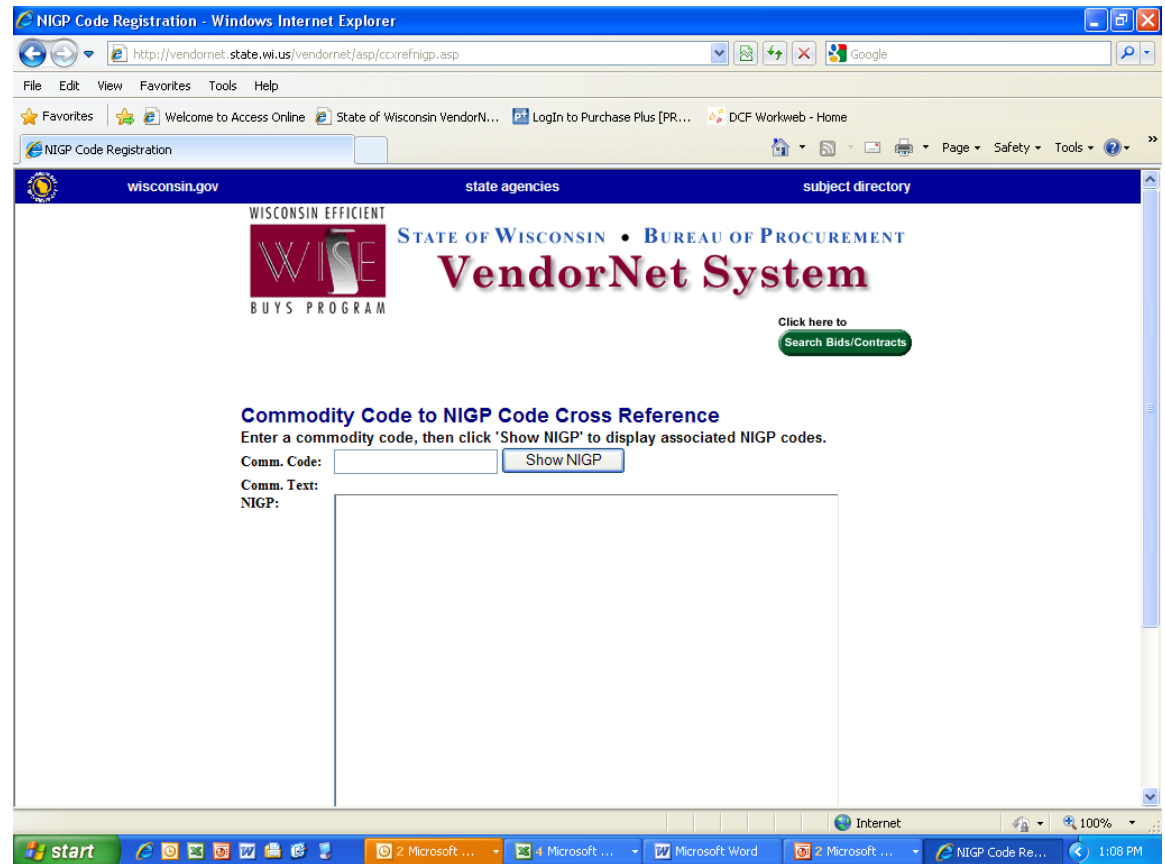 NIGP Code Registration - Windows Internet Explorer
http://vendornet.state.wi.us/vendornet/asp/ccxrefnigp.asp
Google
File Edit View Favorites Tools Help
Favorites Welcome to Access Online State of Wisconsin VendorN... LogIn to Purchase Plus [PR... DCF Workweb - Home
NIGP Code Registration Page Safety Tools »
wisconsin.gov state agencies subject directory
WISCONSIN EFFICIENT
WISE
BUYS PROGRAM
STATE OF WISCONSIN • BUREAU OF PROCUREMENT
VendorNet System
Click here to
Search Bids/Contracts
Commodity Code to NIGP Code Cross Reference
Enter a commodity code, then click 'Show NIGP' to display associated NIGP codes.
Comm. Code: Show NIGP
Comm. Text:
NIGP:
Internet 100%
start 2 Microsoft ... 4 Microsoft ... Microsoft Word 2 Microsoft ... NIGP Code Re... 1:08 PM